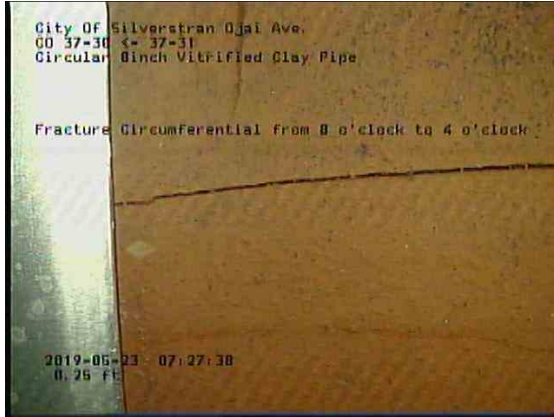 City Of Silverstran Ojai Ave.
CO 37-30 <- 37-31
Circular 8inch Vitrified Clay Pipe
Fracture Circumferential from 8 o'clock to 4 o'clock
2019-05-23 07:27:38
0.25 ft